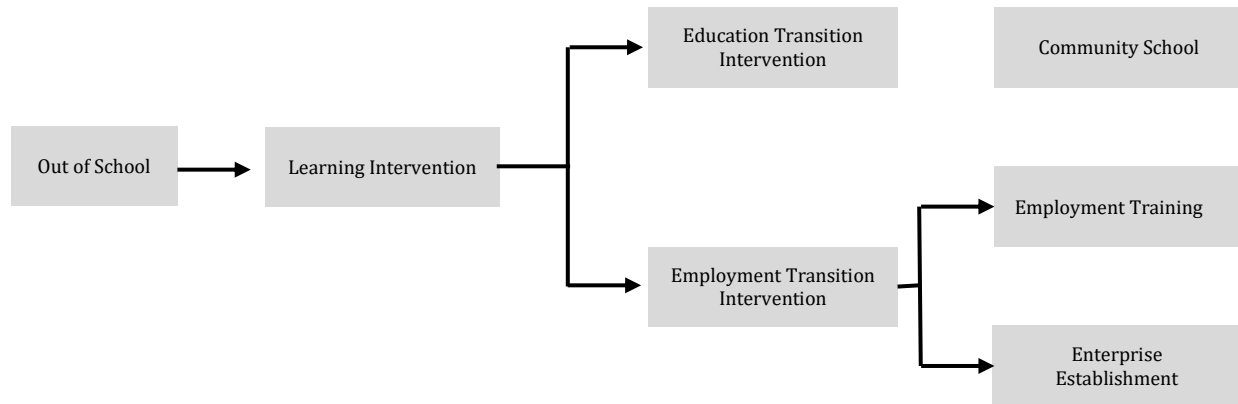 Education Transition
Intervention
Community School
Out of School
Learning Intervention
Employment Training
Employment Transition
Intervention
Enterprise
Establishment